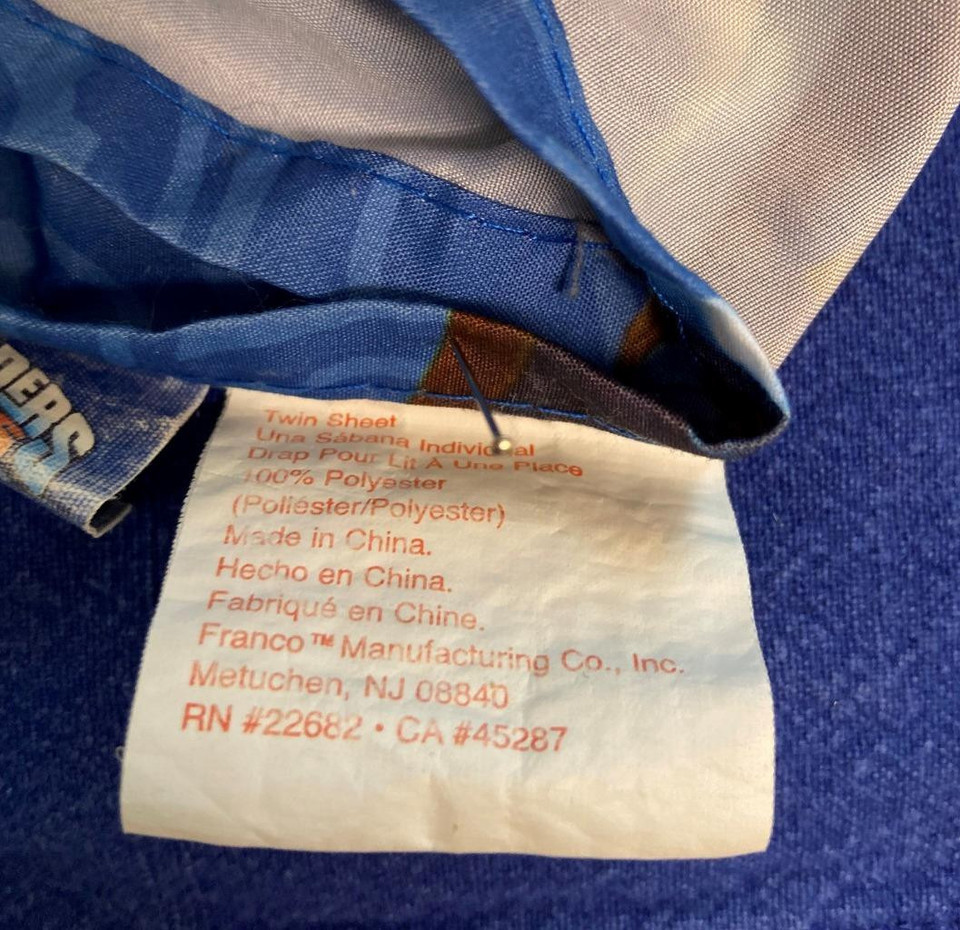 DERS
Twin Sheet
Una Sábana Individual
Drap Pour Lit À Une Place
100% Polyester
(Poliéster/Polyester)
Made in China.
Hecho en China.
Fabriqué en Chine.
Franco™ Manufacturing Co., Inc.
Metuchen, NJ 08840
RN #22682 • CA #45287